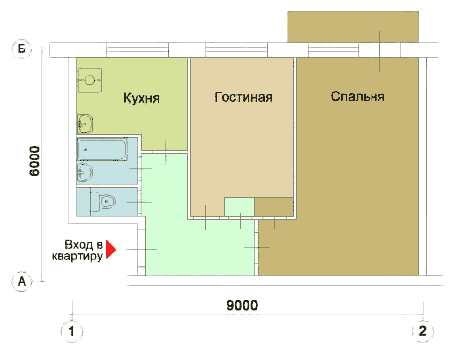 Б
Кухня
Гостиная
Спальня
6000
Вход в
квартиру
А
9000
1
2